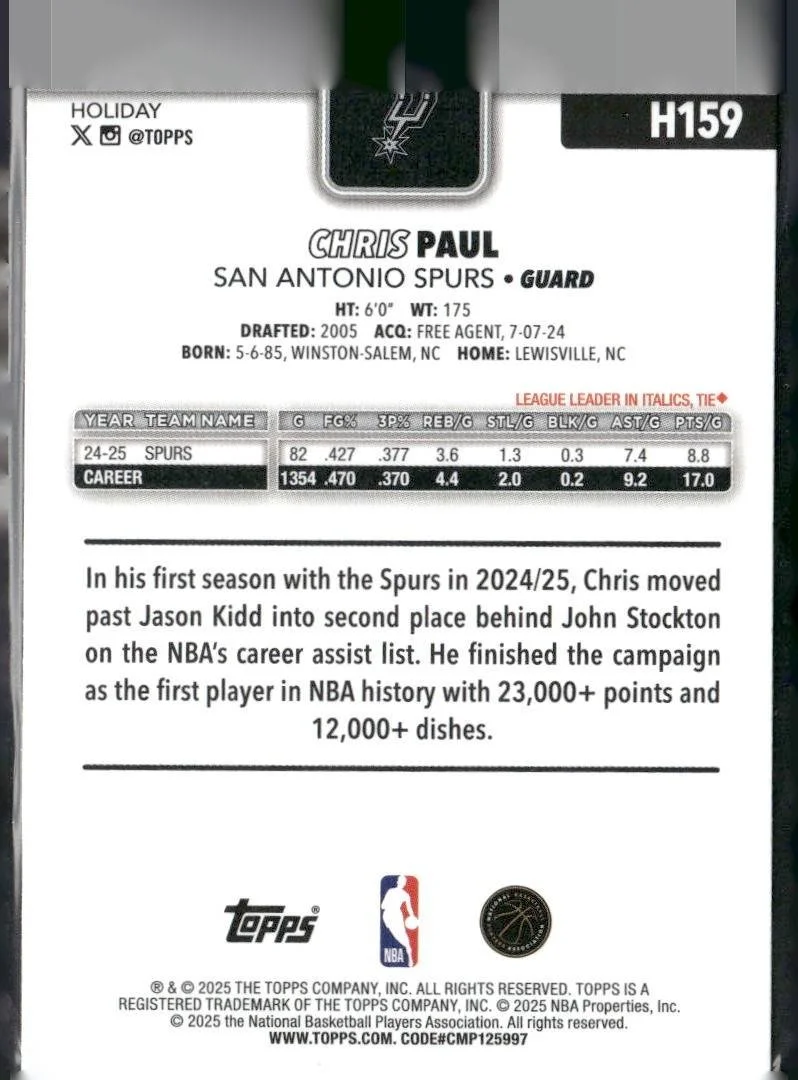 HOLIDAY
@TOPPS
H159
CHRIS PAUL
SAN ANTONIO SPURS • GUARD
HT: 6'0" WT: 175
DRAFTED: 2005 ACQ: FREE AGENT, 7-07-24
BORN: 5-6-85, WINSTON-SALEM, NC HOME: LEWISVILLE, NC
LEAGUE LEADER IN ITALICS, TIE◆
YEAR TEAM NAME G FG% 3P% REB/G STL/G BLK/G AST/G PTS/G
24-25 SPURS 82 .427 .377 3.6 1.3 0.3 7.4 8.8
CAREER 1354 .470 .370 4.4 2.0 0.2 9.2 17.0
In his first season with the Spurs in 2024/25, Chris moved
past Jason Kidd into second place behind John Stockton
on the NBA's career assist list. He finished the campaign
as the first player in NBA history with 23,000+ points and
12,000+ dishes.
TOPPS®
NBA
NATIONAL BASKETBALL PLAYERS ASSOCIATION
® & © 2025 THE TOPPS COMPANY, INC. ALL RIGHTS RESERVED. TOPPS IS A
REGISTERED TRADEMARK OF THE TOPPS COMPANY, INC. © 2025 NBA Properties, Inc.
© 2025 the National Basketball Players Association. All rights reserved.
WWW.TOPPS.COM. CODE#CMP125997